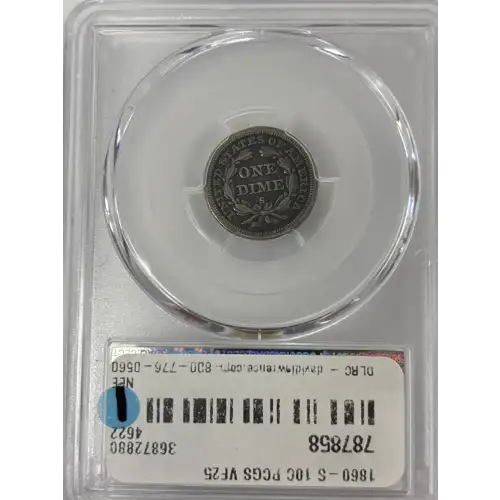 UNITED STATES OF AMERICA
ONE
DIME
S
1860-S 10C PCGS VF25
787858
36872880
4622
NEE
DLRC - davidlawrence.com 800-776-0560